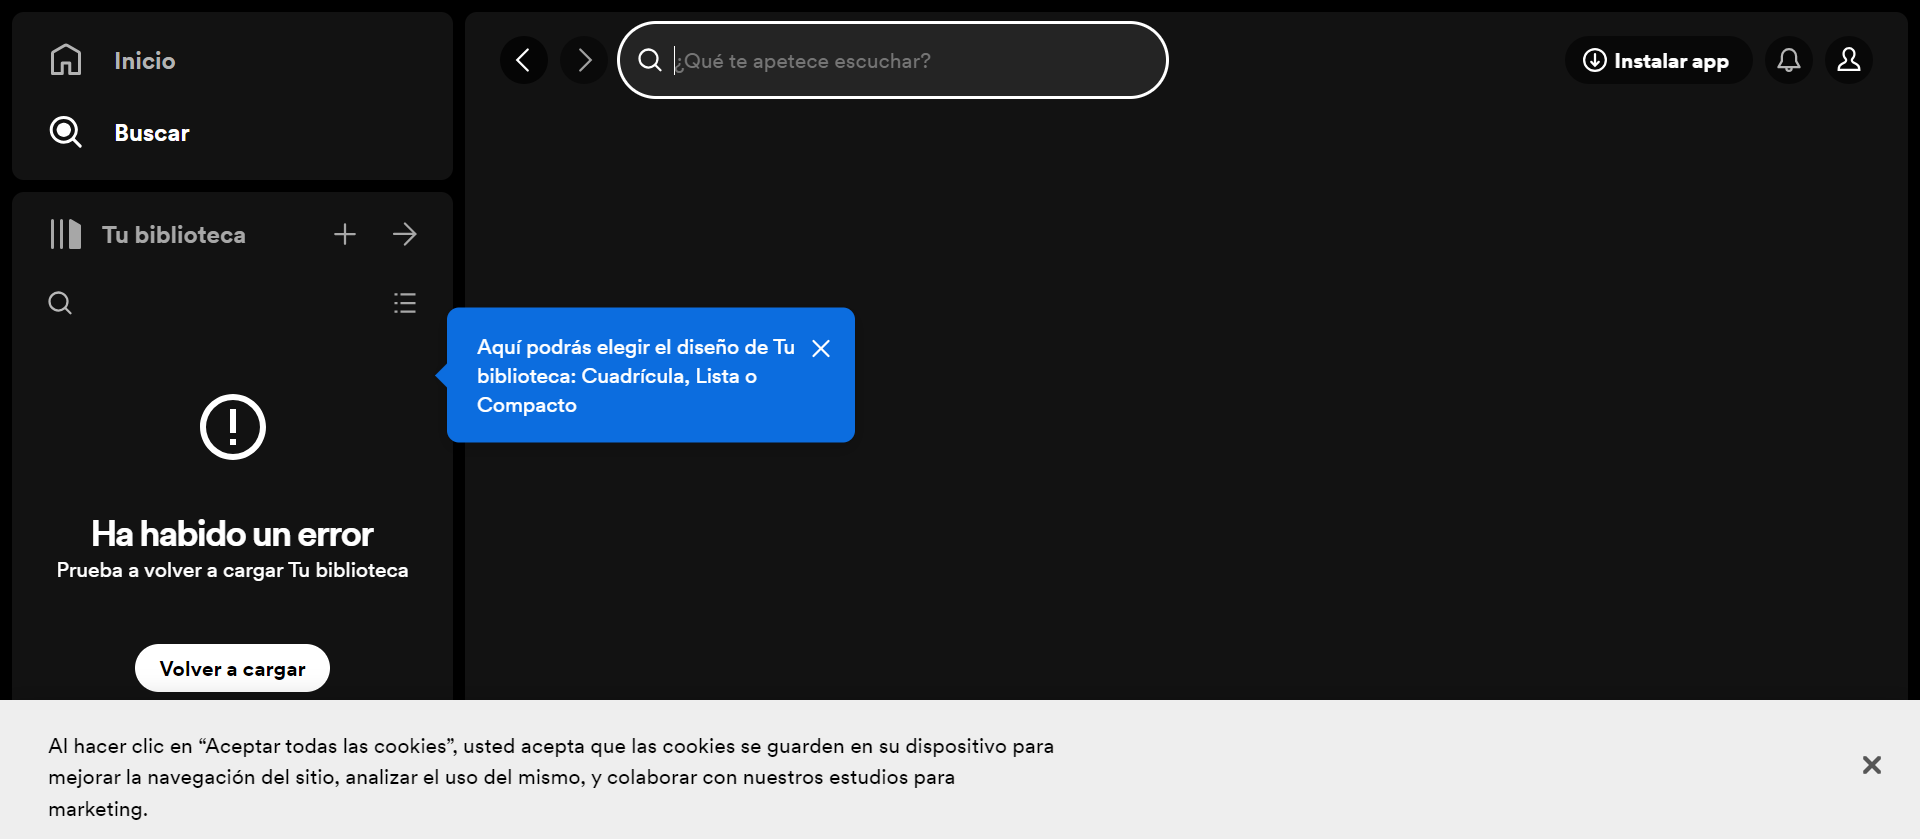 Inicio
Buscar
Tu biblioteca
¿Qué te apetece escuchar?
Instalar app
Aquí podrás elegir el diseño de Tu
biblioteca: Cuadrícula, Lista o
Compacto
Ha habido un error
Prueba a volver a cargar Tu biblioteca
Volver a cargar
Al hacer clic en “Aceptar todas las cookies”, usted acepta que las cookies se guarden en su dispositivo para
mejorar la navegación del sitio, analizar el uso del mismo, y colaborar con nuestros estudios para
marketing.